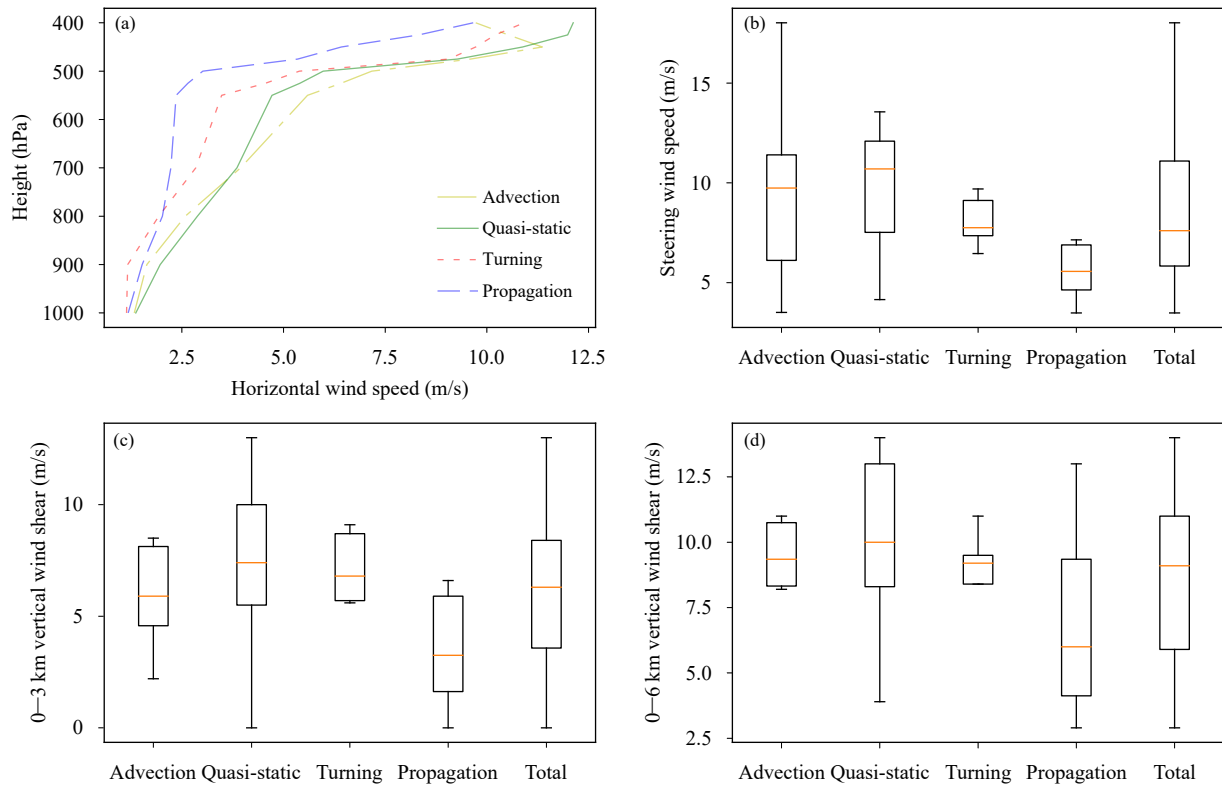 (a)
400
500
600
700
800
900
1000
Height (hPa)
Advection
Quasi-static
Turning
Propagation
2.5
5.0
7.5
10.0
12.5
Horizontal wind speed (m/s)
(b)
15
10
5
Steering wind speed (m/s)
Advection
Quasi-static
Turning
Propagation
Total
(c)
10
5
0
0—3 km vertical wind shear (m/s)
Advection
Quasi-static
Turning
Propagation
Total
(d)
12.5
10.0
7.5
5.0
2.5
0—6 km vertical wind shear (m/s)
Advection
Quasi-static
Turning
Propagation
Total